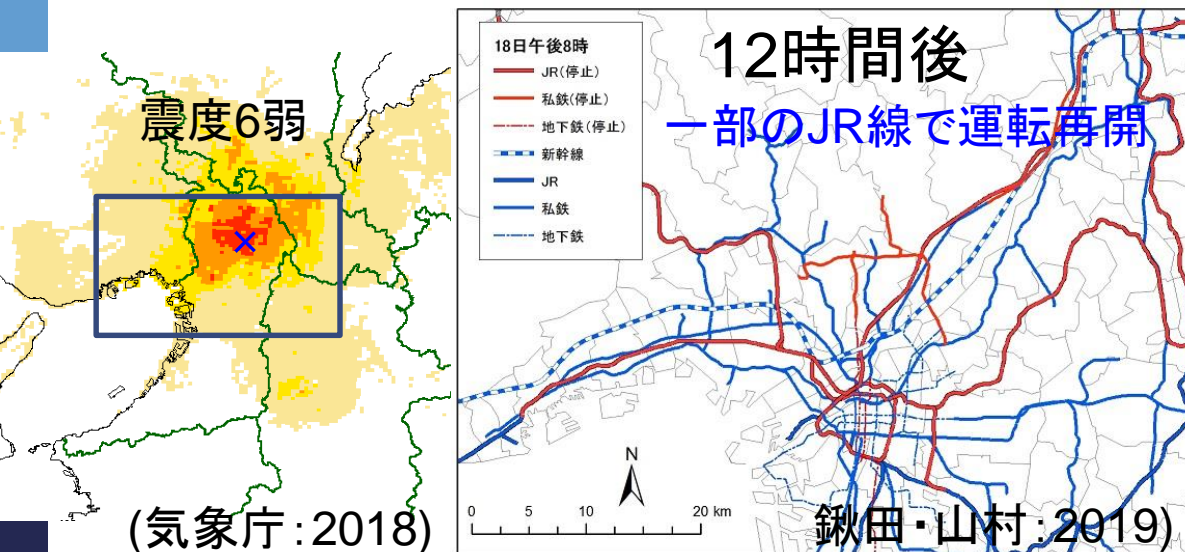 震度6弱
(気象庁:2018)
18日午後8時
JR(停止)
私鉄(停止)
地下鉄(停止)
新幹線
JR
私鉄
地下鉄
12時間後
一部のJR線で運転再開
N
0 5 10 20 km
鍬田・山村:2019)